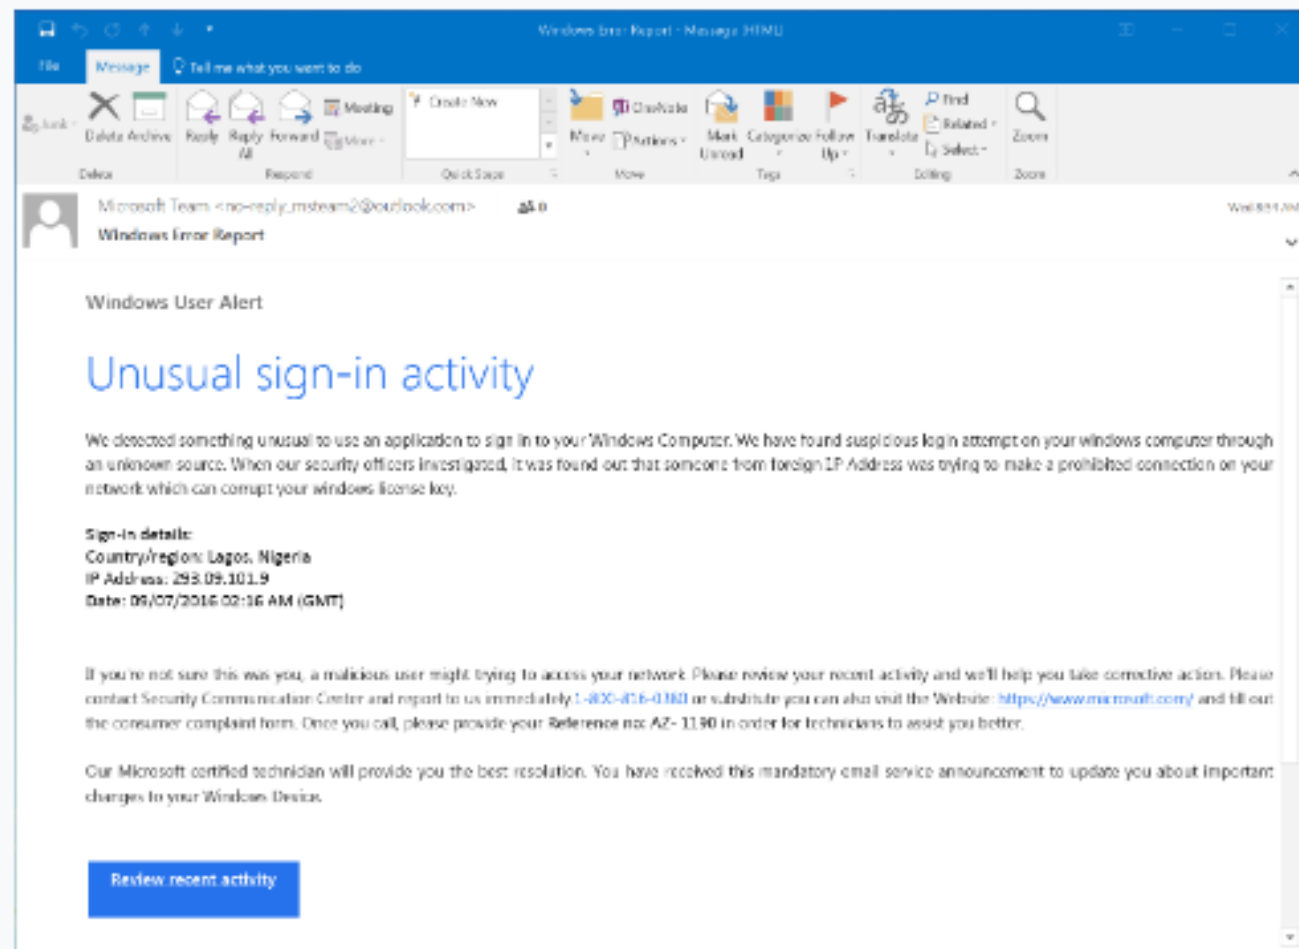 Windows Error Report - Message (HTML)
File Message Tell me what you want to do
Junk Delete Archive Reply Reply All Forward Meeting More Create New Move OneNote Actions Mark Unread Categorize Follow Up Translate Find Related Select Zoom
Delete Respond Quick Steps Move Tags Editing Zoom
Microsoft Team <no-reply_msteam2@outlook.com> 0
Windows Error Report
Windows User Alert
Unusual sign-in activity
We detected something unusual to use an application to sign in to your Windows Computer. We have found suspicious login attempt on your windows computer through
an unknown source. When our security officers investigated, it was found out that someone from foreign IP Address was trying to make a prohibited connection on your
network which can corrupt your windows license key.
Sign-in details:
Country/region: Lagos, Nigeria
IP Address: 293.09.101.9
Date: 09/07/2016 02:16 AM (GMT)
If you're not sure this was you, a malicious user might trying to access your network. Please review your recent activity and we'll help you take corrective action. Please
contact Security Communication Center and report to us immediately 1-800-816-0380 or substitute you can also visit the Website: https://www.microsoft.com/ and fill out
the consumer complaint form. Once you call, please provide your Reference no: AZ- 1190 in order for technicians to assist you better.
Our Microsoft certified technician will provide you the best resolution. You have received this mandatory email service announcement to update you about important
changes to your Windows Device.
Review recent activity